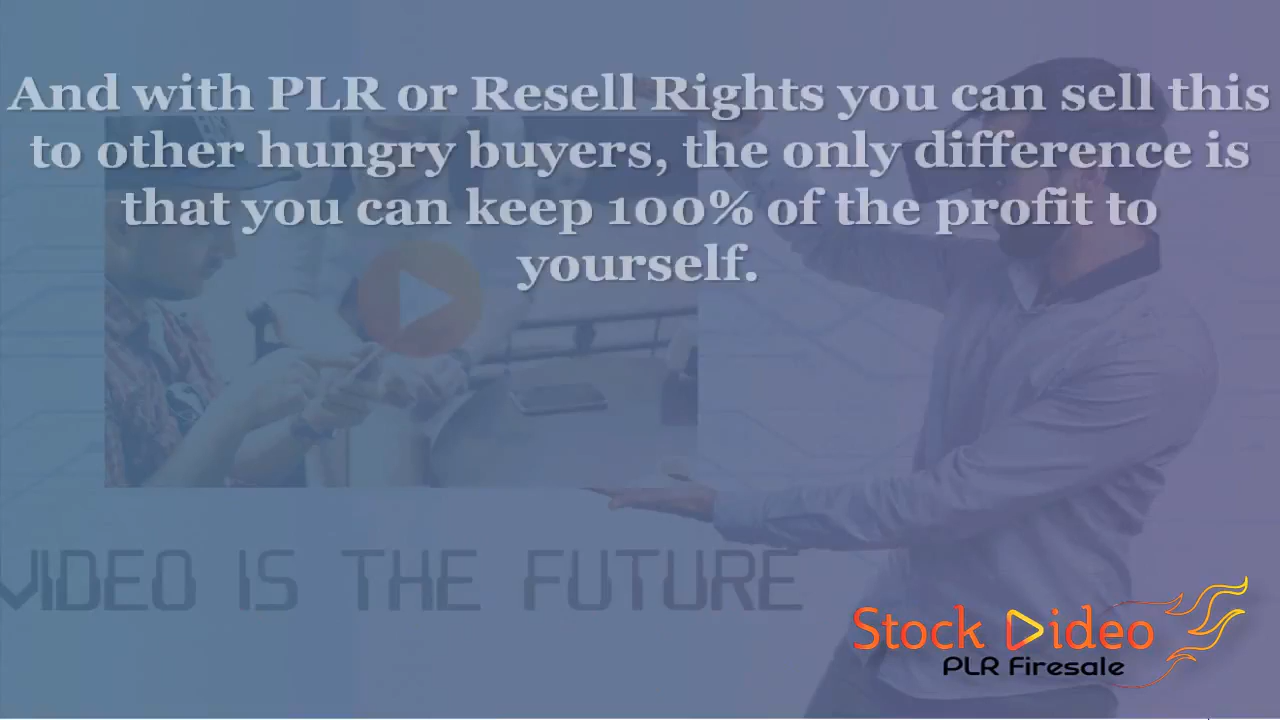 And with PLR or Resell Rights you can sell this
to other hungry buyers, the only difference is
that you can keep 100% of the profit to
yourself.
VIDEO IS THE FUTURE
Stock Video
PLR Firesale